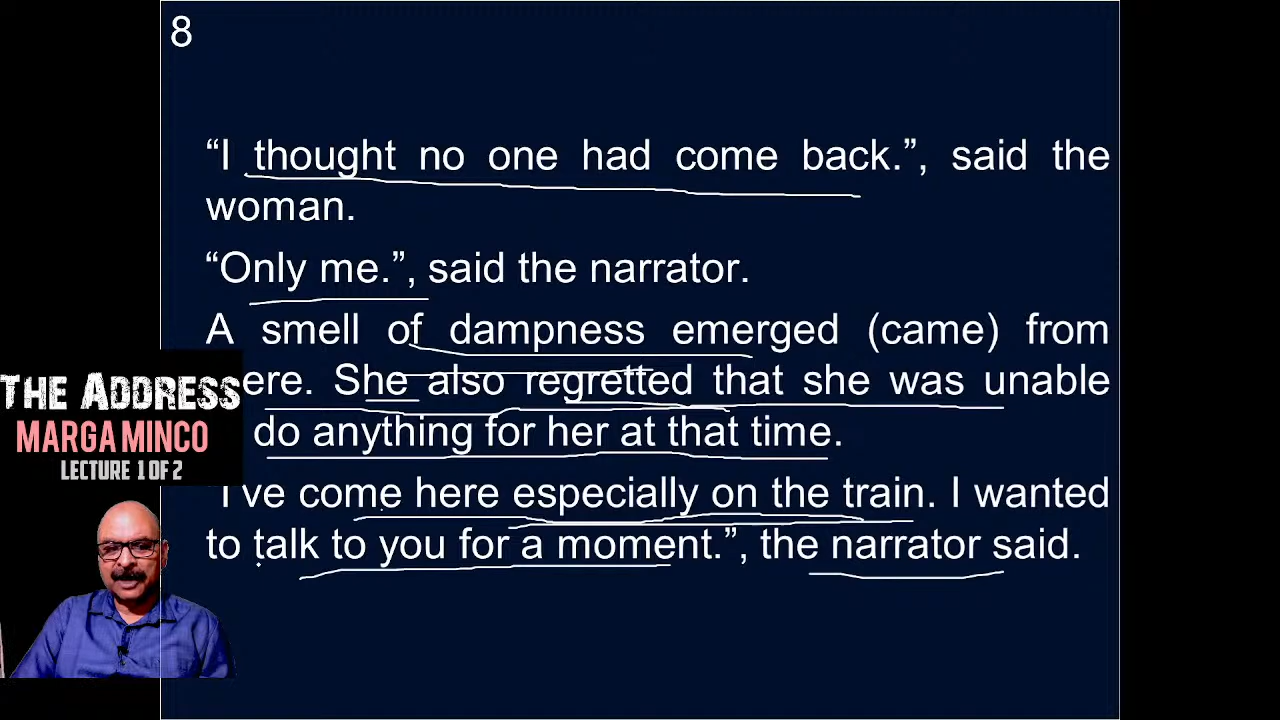 8
“I thought no one had come back.”, said the
woman.
“Only me.”, said the narrator.
A smell of dampness emerged (came) from
ere. She also regretted that she was unable
do anything for her at that time.
I’ve come here especially on the train. I wanted
to talk to you for a moment.”, the narrator said.
THE ADDRESS
MARGA MINCO
LECTURE 1 OF 2